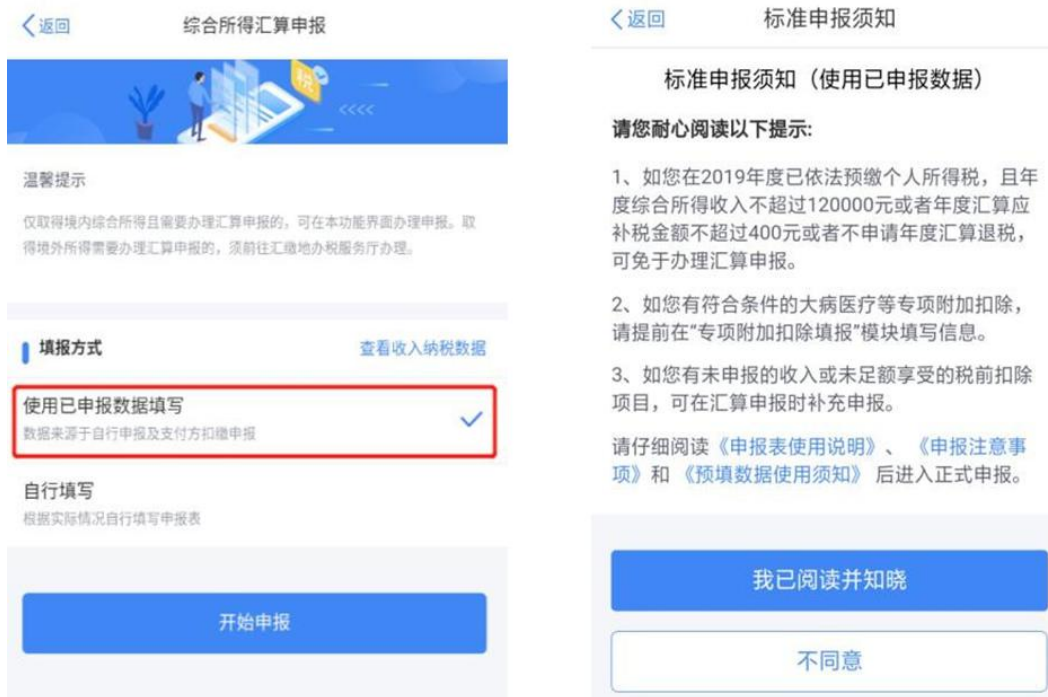 返回
综合所得汇算申报
税
温馨提示
仅取得境内综合所得且需要办理汇算申报的，可在本功能界面办理申报。取
得境外所得需要办理汇算申报的，须前往汇缴地办税服务厅办理。
填报方式
查看收入纳税数据
使用已申报数据填写
数据来源于自行申报及支付方扣缴申报
自行填写
根据实际情况自行填写申报表
开始申报
返回
标准申报须知
标准申报须知（使用已申报数据）
请您耐心阅读以下提示:
1、如您在2019年度已依法预缴个人所得税，且年
度综合所得收入不超过120000元或者年度汇算应
补税金额不超过400元或者不申请年度汇算退税，
可免于办理汇算申报。
2、如您有符合条件的大病医疗等专项附加扣除，
请提前在“专项附加扣除填报”模块填写信息。
3、如您有未申报的收入或未足额享受的税前扣除
项目，可在汇算申报时补充申报。
请仔细阅读《申报表使用说明》、《申报注意事
项》和《预填数据使用须知》后进入正式申报。
我已阅读并知晓
不同意